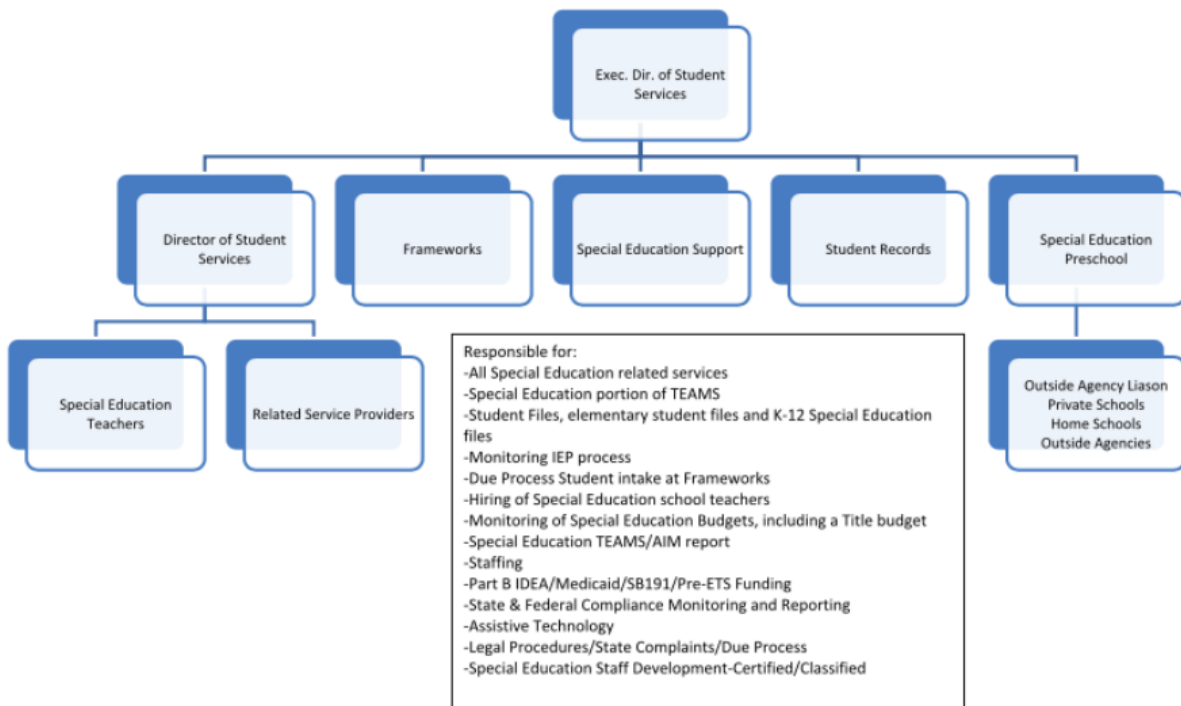 Exec. Dir. of Student
Services
Director of Student
Services
Frameworks
Special Education Support
Student Records
Special Education
Preschool
Special Education
Teachers
Related Service Providers
Outside Agency Liason
Private Schools
Home Schools
Outside Agencies
Responsible for:
-All Special Education related services
-Special Education portion of TEAMS
-Student Files, elementary student files and K-12 Special Education
files
-Monitoring IEP process
-Due Process Student intake at Frameworks
-Hiring of Special Education school teachers
-Monitoring of Special Education Budgets, including a Title budget
-Special Education TEAMS/AIM report
-Staffing
-Part B IDEA/Medicaid/SB191/Pre-ETS Funding
-State & Federal Compliance Monitoring and Reporting
-Assistive Technology
-Legal Procedures/State Complaints/Due Process
-Special Education Staff Development-Certified/Classified